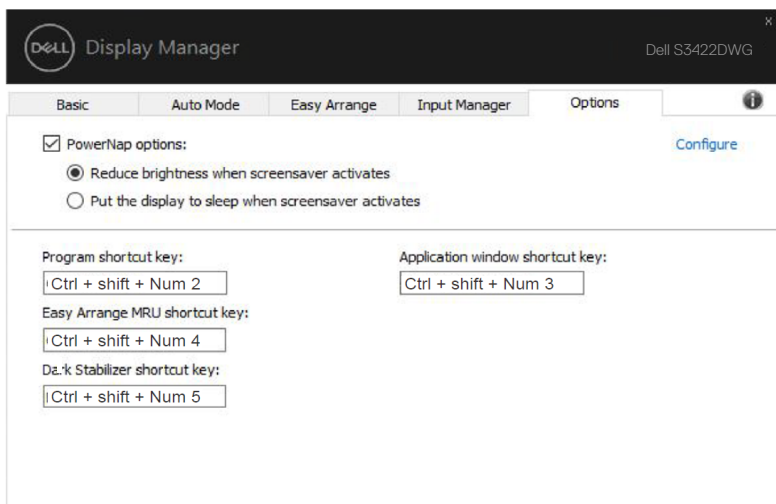 DELL Display Manager
Dell S3422DWG
Basic Auto Mode Easy Arrange Input Manager Options
PowerNap options: Configure
Reduce brightness when screensaver activates
Put the display to sleep when screensaver activates
Program shortcut key: Application window shortcut key:
Ctrl + shift + Num 2 Ctrl + shift + Num 3
Easy Arrange MRU shortcut key:
Ctrl + shift + Num 4
Dark Stabilizer shortcut key:
Ctrl + shift + Num 5